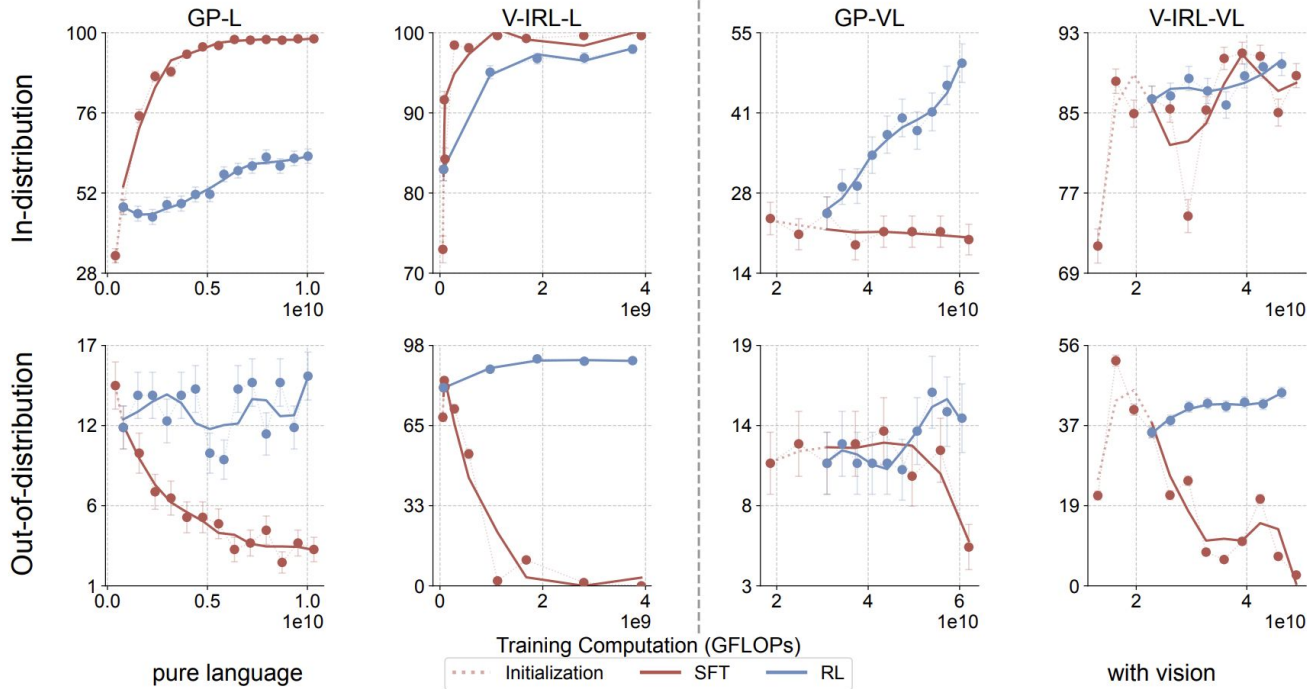 GP-L
V-IRL-L
GP-VL
V-IRL-VL
In-distribution
100
76
52
28
0.0
0.5
1.0
1e10
100
90
80
70
0
2
4
1e9
55
41
28
14
2
4
6
1e10
93
85
77
69
2
4
1e10
Out-of-distribution
17
12
6
1
0.0
0.5
1.0
1e10
98
65
33
0
0
2
4
1e9
19
14
8
3
2
4
6
1e10
56
37
19
0
2
4
1e10
Training Computation (GFLOPs)
pure language
Initialization
SFT
RL
with vision